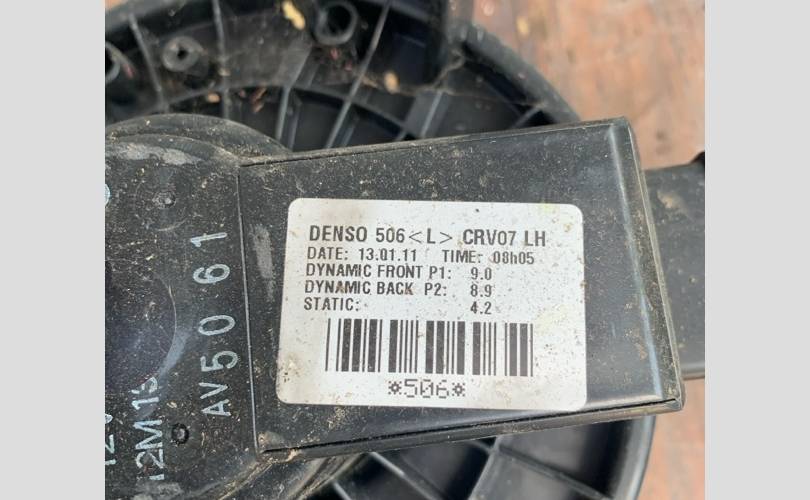 DENSO 506<L> CRV07 LH
DATE: 13.01.11 TIME: 08h05
DYNAMIC FRONT P1: 9.0
DYNAMIC BACK P2: 8.9
STATIC: 4.2
*506*
AV50 61